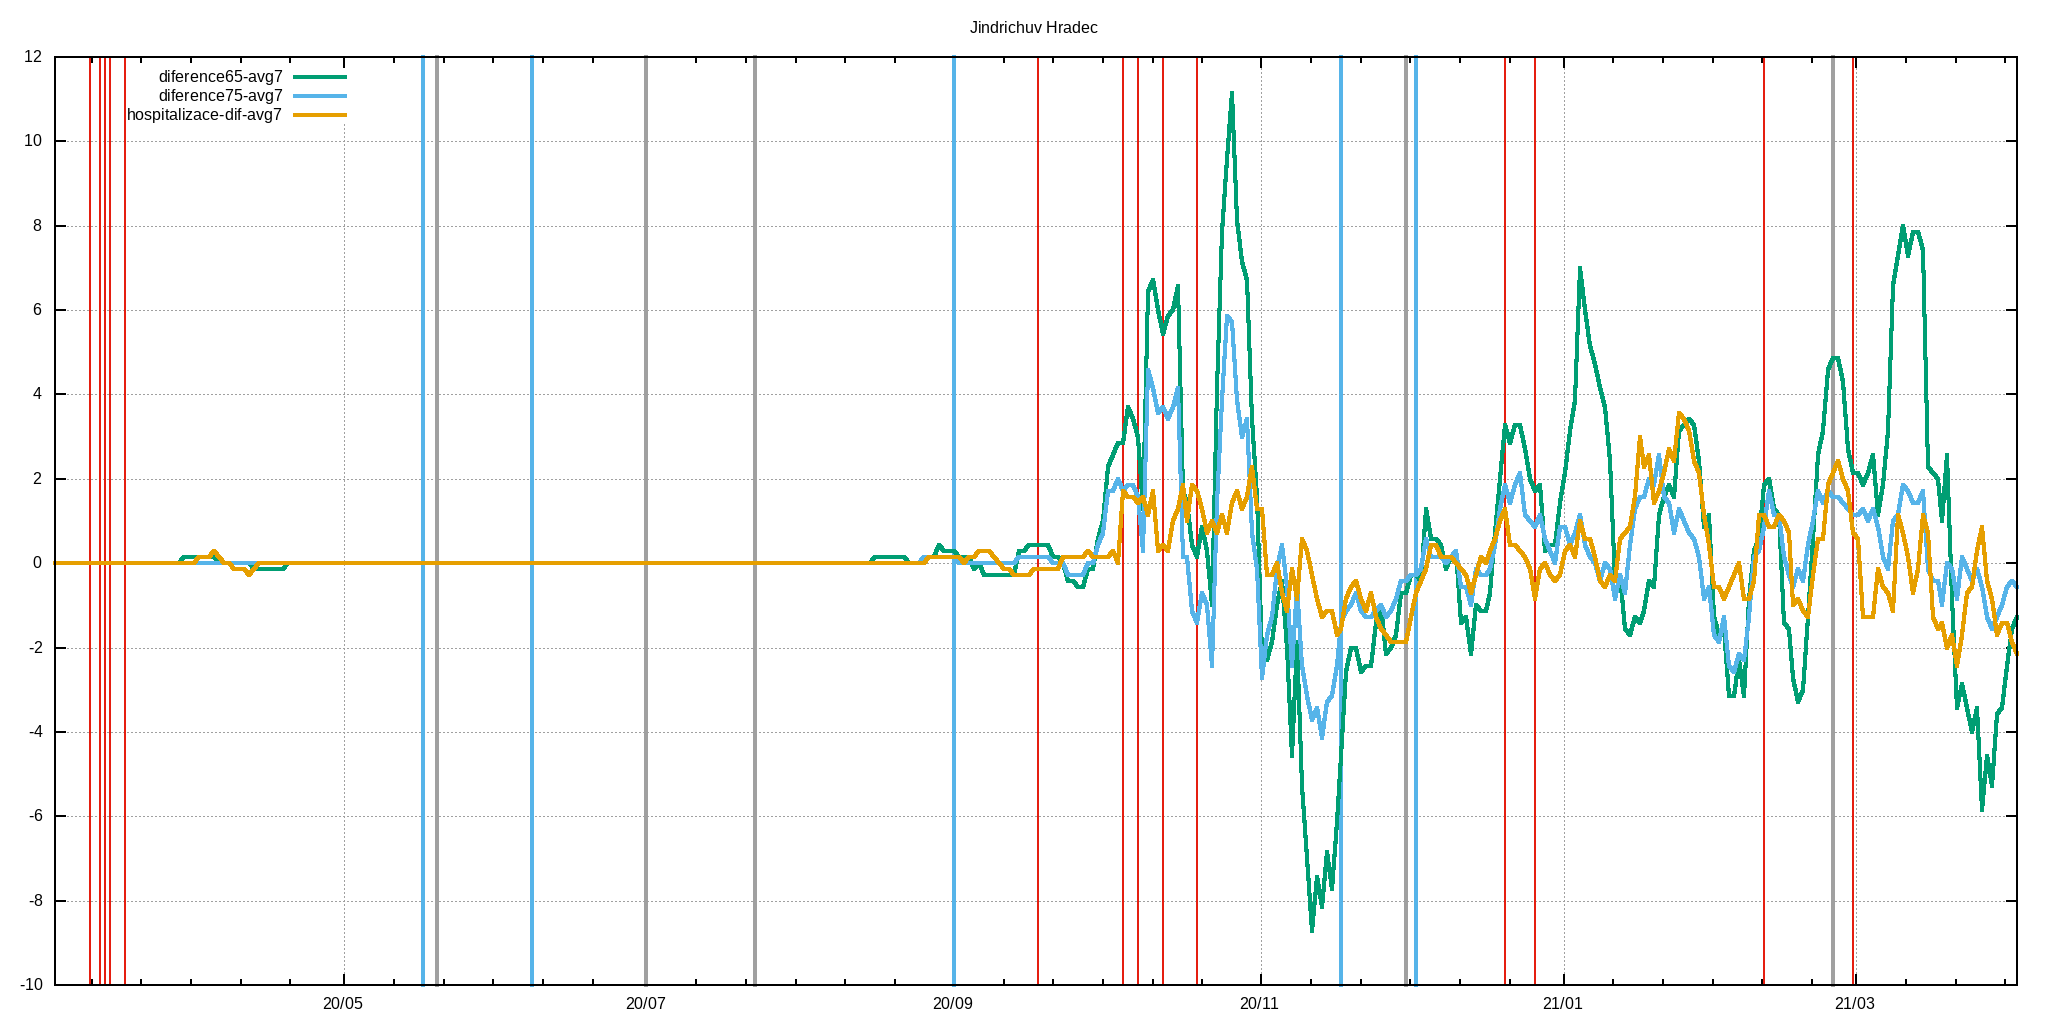 Jindrichuv Hradec
diference65-avg7
diference75-avg7
hospitalizace-dif-avg7
12
10
8
6
4
2
0
-2
-4
-6
-8
-10
20/05 20/07 20/09 20/11 21/01 21/03